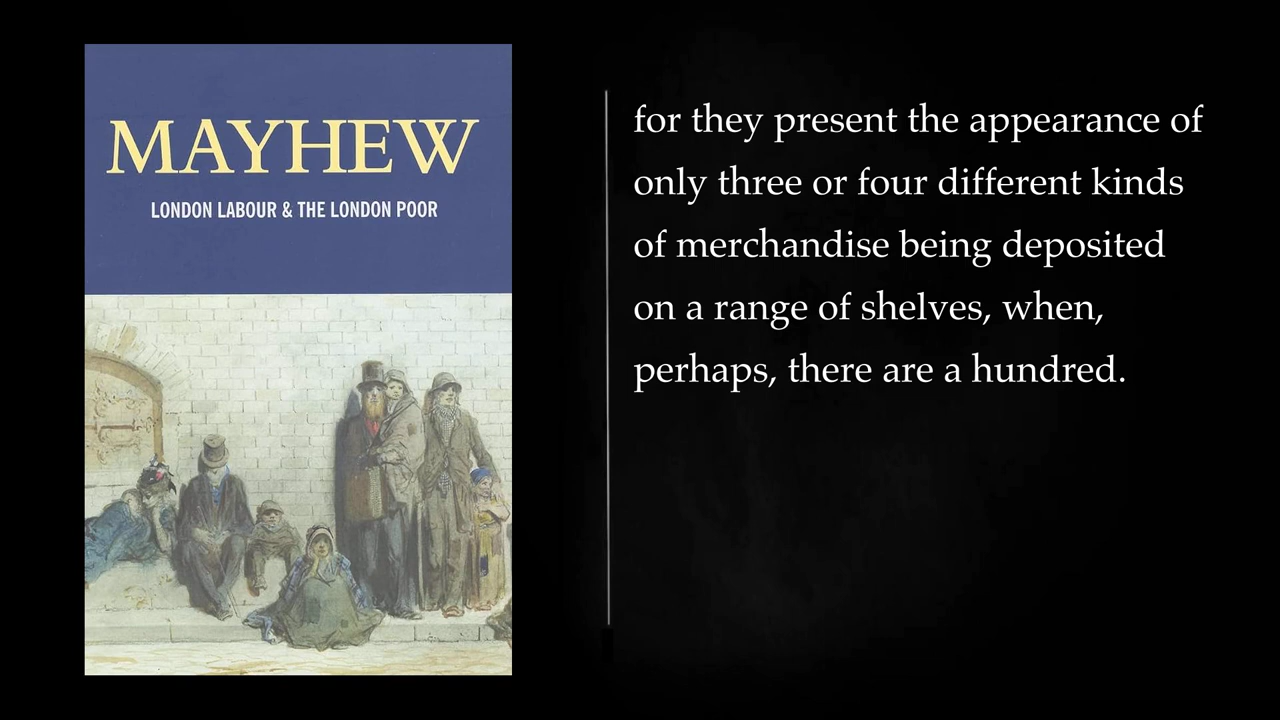 MAYHEW
LONDON LABOUR & THE LONDON POOR
for they present the appearance of
only three or four different kinds
of merchandise being deposited
on a range of shelves, when,
perhaps, there are a hundred.